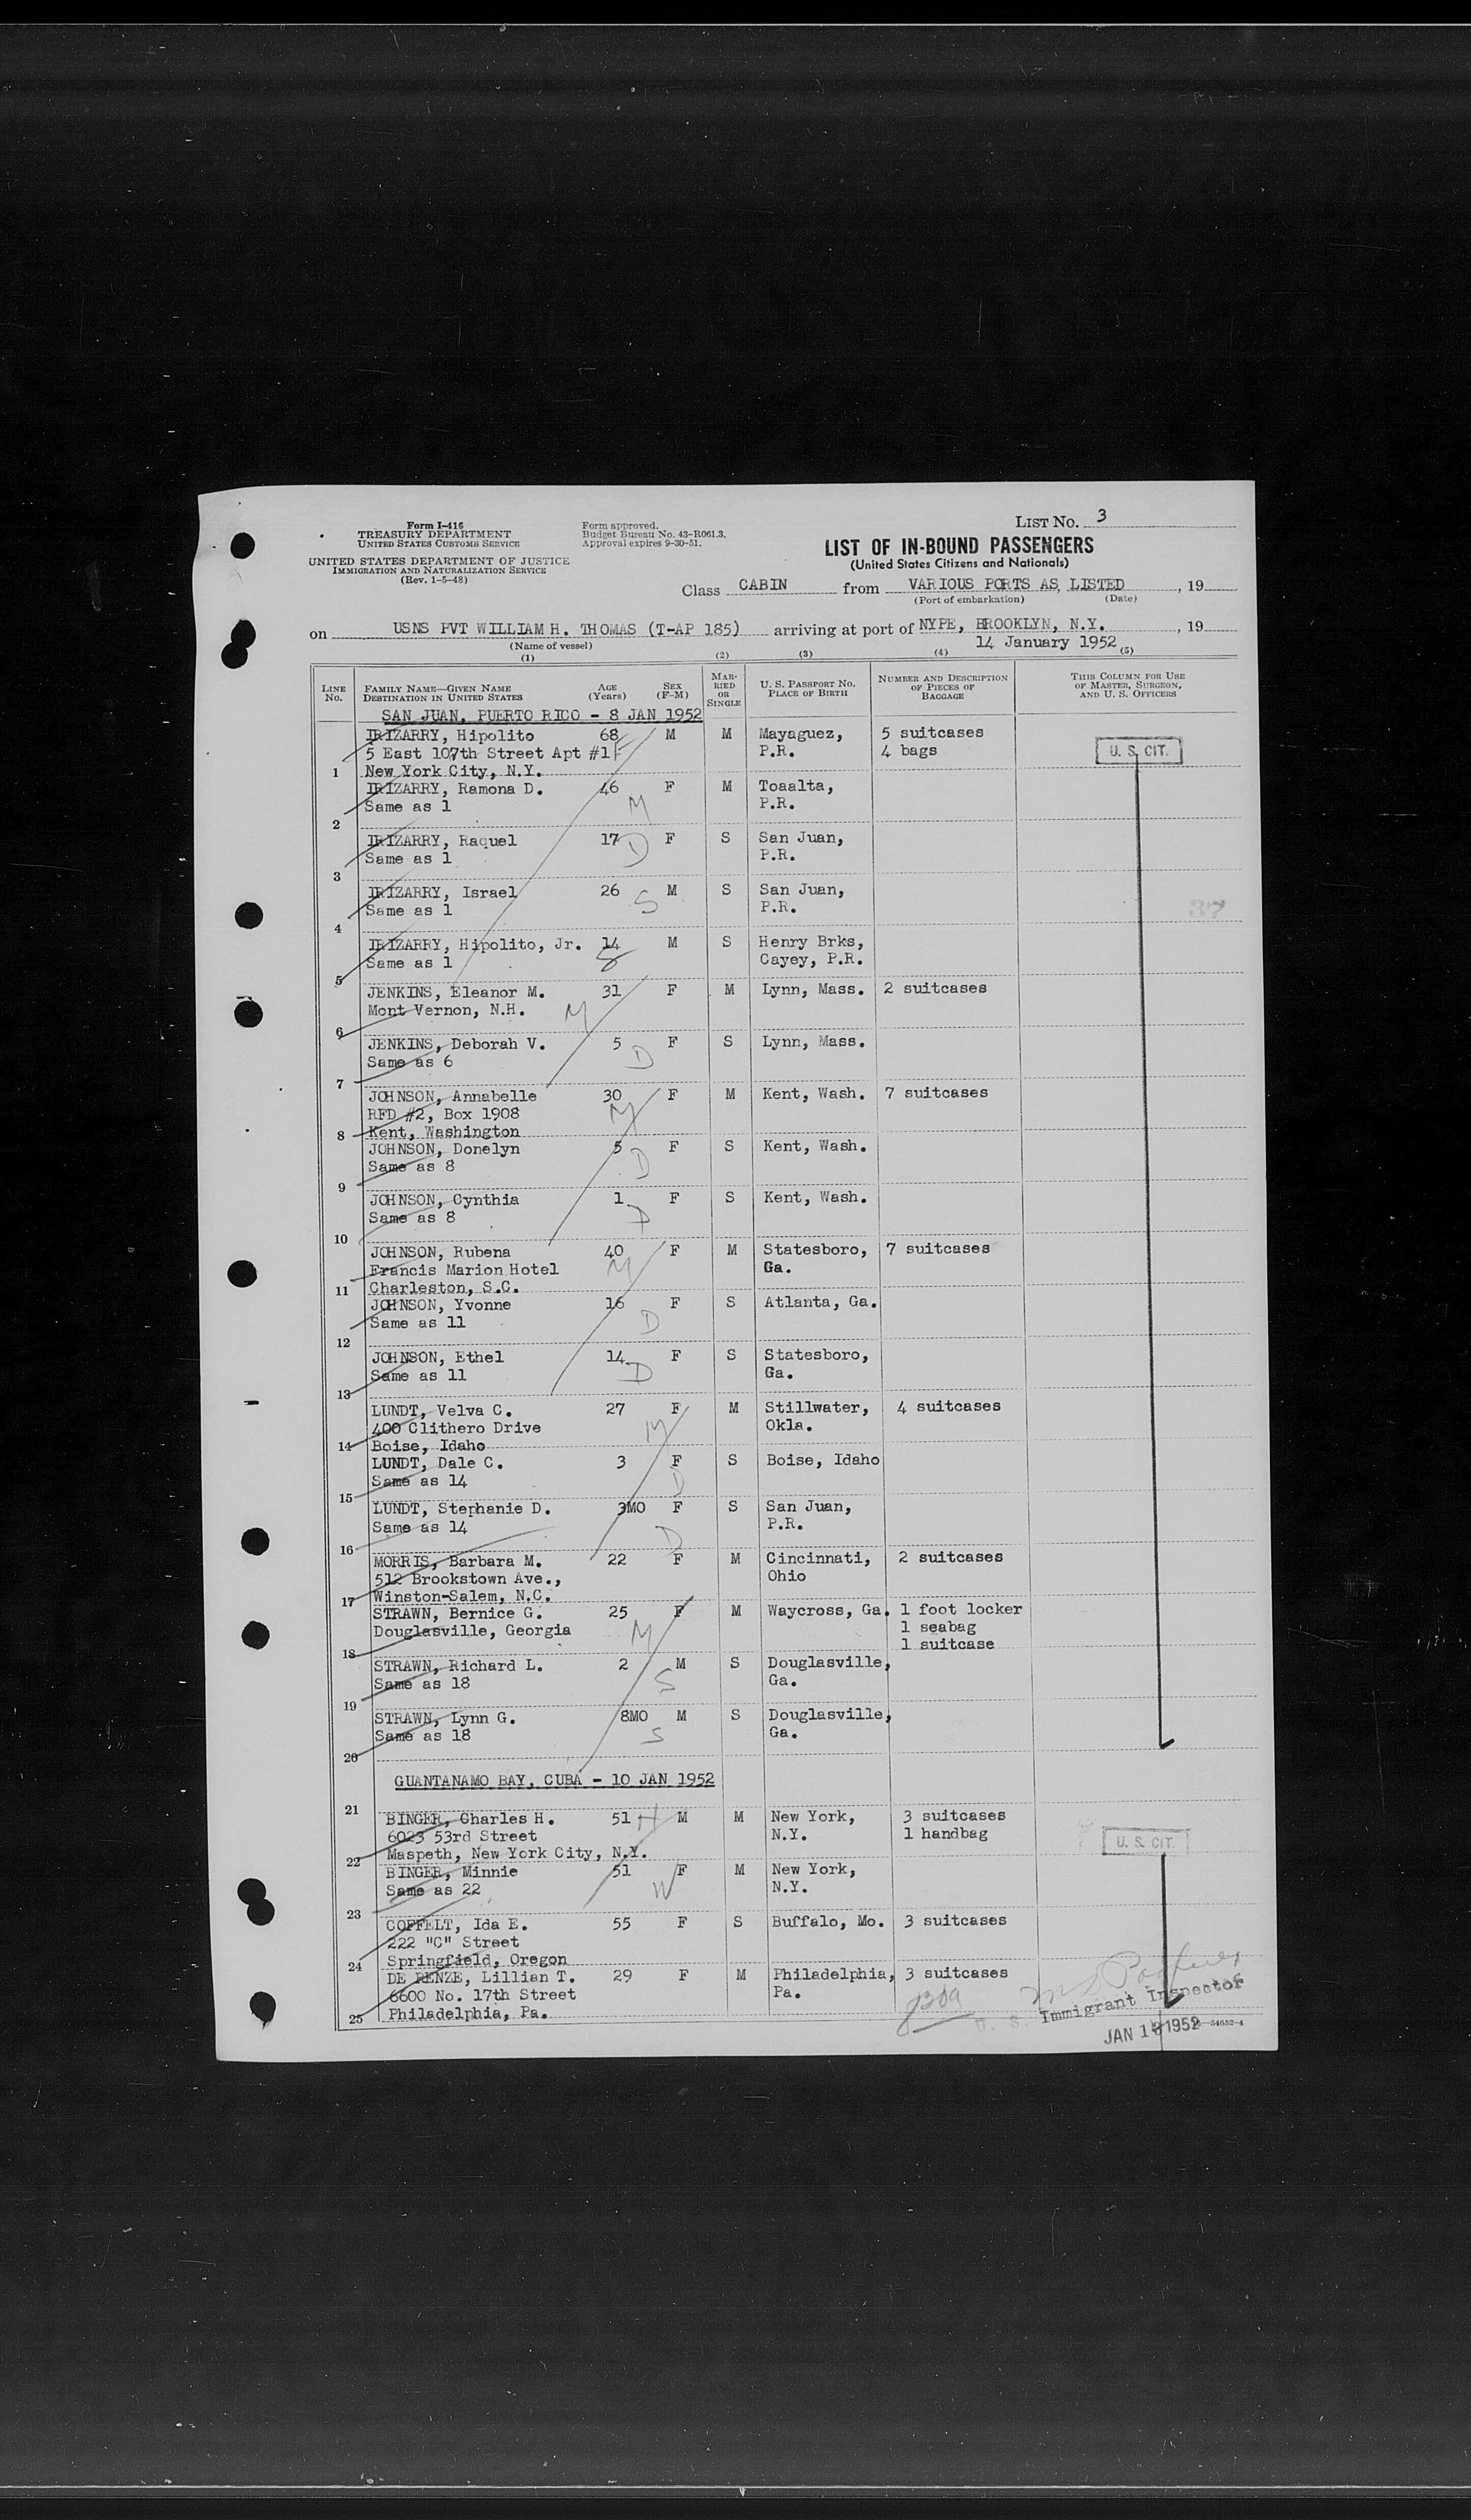 LIST No. 3
Form I-416
TREASURY DEPARTMENT
UNITED STATES CUSTOMS SERVICE
UNITED STATES DEPARTMENT OF JUSTICE
IMMIGRATION AND NATURALIZATION SERVICE
(Rev. 1-5-48)
Form approved.
Budget Bureau No. 43-R061.3.
Approval expires 9-30-51.
LIST OF IN-BOUND PASSENGERS
(United States Citizens and Nationals)
Class CABIN from VARIOUS PORTS AS LISTED, 19
(Port of embarkation) (Date)
on USNS PVT WILLIAM H. THOMAS (T-AP 185) arriving at port of NYPE, BROOKLYN, N.Y., 19
(Name of vessel) 14 January 1952
(1) (2) (3) (4) (5)
LINE No. FAMILY NAME—GIVEN NAME DESTINATION IN UNITED STATES AGE (Years) SEX (F-M) MARRIED OR SINGLE U. S. PASSPORT NO. PLACE OF BIRTH NUMBER AND DESCRIPTION OF PIECES OF BAGGAGE THIS COLUMN FOR USE OF MASTER, SURGEON, AND U. S. OFFICERS
SAN JUAN, PUERTO RICO - 8 JAN 1952
IRIZARRY, Hipolito 68 M M Mayaguez, 5 suitcases
5 East 107th Street Apt #1 P.R. 4 bags U. S. CIT.
1 New York City, N.Y.
IRIZARRY, Ramona D. 46 F M Toaalta,
Same as 1 M P.R.
2
IRIZARRY, Raquel 17 F S San Juan,
Same as 1 D P.R.
3
IRIZARRY, Israel 26 M S San Juan,
Same as 1 S P.R. 37
4
IRIZARRY, Hipolito, Jr. 14 M S Henry Brks,
Same as 1 S Cayey, P.R.
5
JENKINS, Eleanor M. 31 F M Lynn, Mass. 2 suitcases
Mont Vernon, N.H. M
6
JENKINS, Deborah V. 5 F S Lynn, Mass.
Same as 6 D
7
JOHNSON, Annabelle 30 F M Kent, Wash. 7 suitcases
RFD #2, Box 1908 M
8 Kent, Washington
JOHNSON, Donelyn 5 F S Kent, Wash.
Same as 8 D
9
JOHNSON, Cynthia 1 F S Kent, Wash.
Same as 8 D
10
JOHNSON, Rubena 40 F M Statesboro, 7 suitcases
Francis Marion Hotel M Ga.
11 Charleston, S.C.
JOHNSON, Yvonne 16 F S Atlanta, Ga.
Same as 11 D
12
JOHNSON, Ethel 14 F S Statesboro,
Same as 11 D Ga.
13
LUNDT, Velva C. 27 F M Stillwater, 4 suitcases
400 Clithero Drive M Okla.
14 Boise, Idaho
LUNDT, Dale C. 3 F S Boise, Idaho
Same as 14 D
15
LUNDT, Stephanie D. 3MO F S San Juan,
Same as 14 D P.R.
16
MORRIS, Barbara M. 22 F M Cincinnati, 2 suitcases
512 Brookstown Ave., Ohio
17 Winston-Salem, N.C.
STRAWN, Bernice G. 25 F M Waycross, Ga. 1 foot locker
Douglasville, Georgia M 1 seabag
18 1 suitcase
STRAWN, Richard L. 2 M S Douglasville,
Same as 18 S Ga.
19
STRAWN, Lynn G. 8MO M S Douglasville,
Same as 18 S Ga.
20
GUANTANAMO BAY, CUBA - 10 JAN 1952
21
BINGER, Charles H. 51 H M M New York, 3 suitcases
6023 53rd Street N.Y. 1 handbag U. S. CIT.
22 Maspeth, New York City, N.Y.
BINGER, Minnie 51 F M New York,
Same as 22 W N.Y.
23
COFFELT, Ida E. 55 F S Buffalo, Mo. 3 suitcases
222 "C" Street
24 Springfield, Oregon
DE RENZE, Lillian T. 29 F M Philadelphia, 3 suitcases
6600 No. 17th Street Pa.
25 Philadelphia, Pa.
U. S. Immigrant Inspector
JAN 1 1952 54652-4